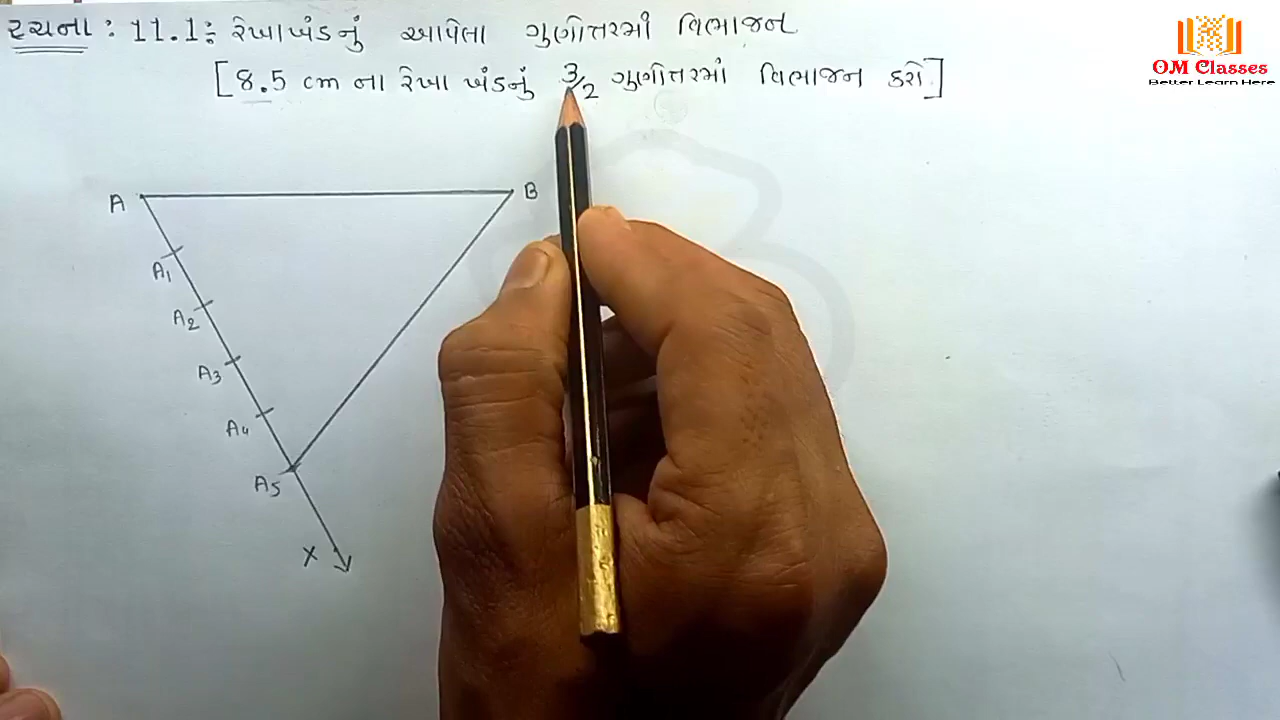 રચના : 11.1 : રેખાખંડનું આપેલા ગુણોત્તરમાં વિભાજન
[8.5 cm ના રેખા ખંડનું 3/2 ગુણોત્તરમાં વિભાજન કરો]
OM Classes
Better Learn Here
A
B
A1
A2
A3
A4
A5
X